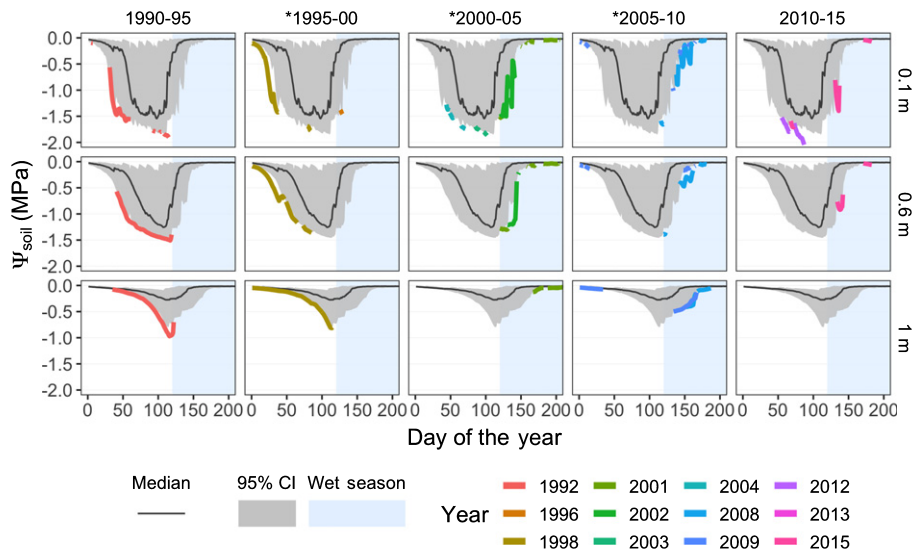 1990-95 *1995-00 *2000-05 *2005-10 2010-15
0.0
-0.5
-1.0
-1.5
-2.0
0.1 m
0.0
-0.5
-1.0
-1.5
-2.0
0.6 m
0.0
-0.5
-1.0
-1.5
-2.0
1 m
Ψsoil (MPa)
0 50 100 150 200 0 50 100 150 200 0 50 100 150 200 0 50 100 150 200 0 50 100 150 200
Day of the year
Median 95% CI Wet season
Year
1992 2001 2004 2012
1996 2002 2008 2013
1998 2003 2009 2015